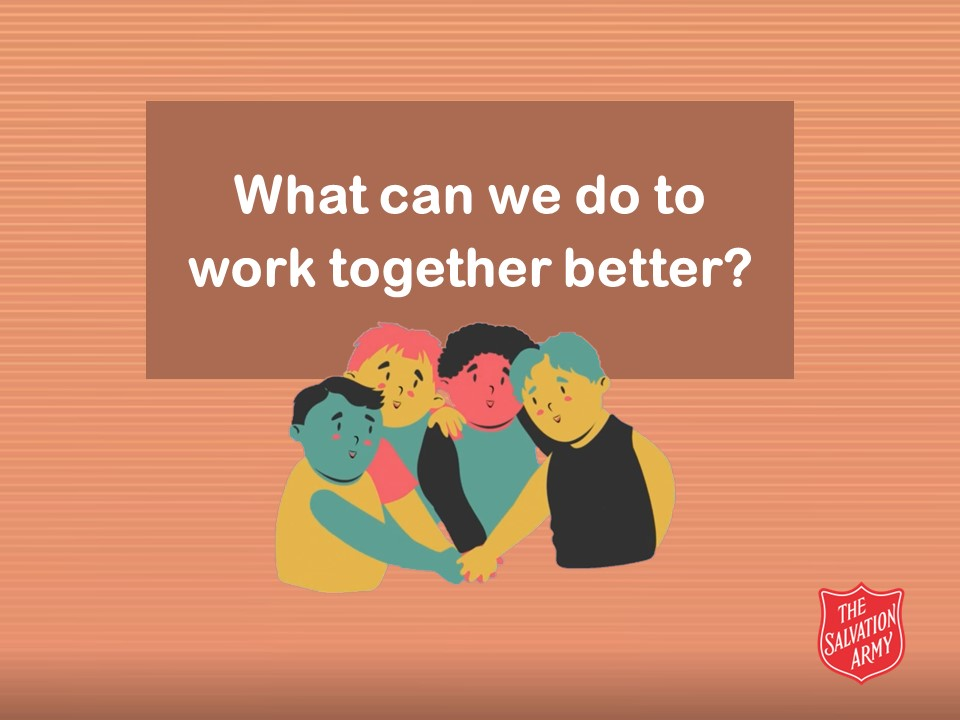 What can we do to
work together better?
THE
SALVATION
ARMY